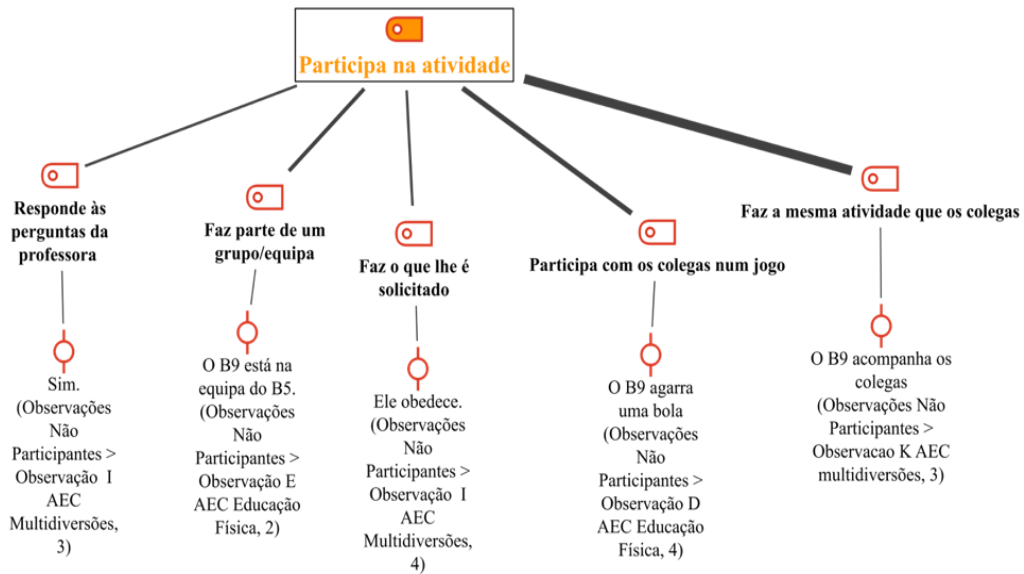 Participa na atividade
Responde às
perguntas da
professora
Faz parte de um
grupo/equipa
Faz o que lhe é
solicitado
Participa com os colegas num jogo
Faz a mesma atividade que os colegas
Sim.
(Observações
Não
Participantes >
Observação I
AEC
Multidiversões,
3)
O B9 está na
equipa do B5.
(Observações
Não
Participantes >
Observação E
AEC Educação
Física, 2)
Ele obedece.
(Observações
Não
Participantes >
Observação I
AEC
Multidiversões,
4)
O B9 agarra
uma bola
(Observações
Não
Participantes >
Observação D
AEC Educação
Física, 4)
O B9 acompanha os
colegas
(Observações Não
Participantes >
Observacao K AEC
multidiversões, 3)